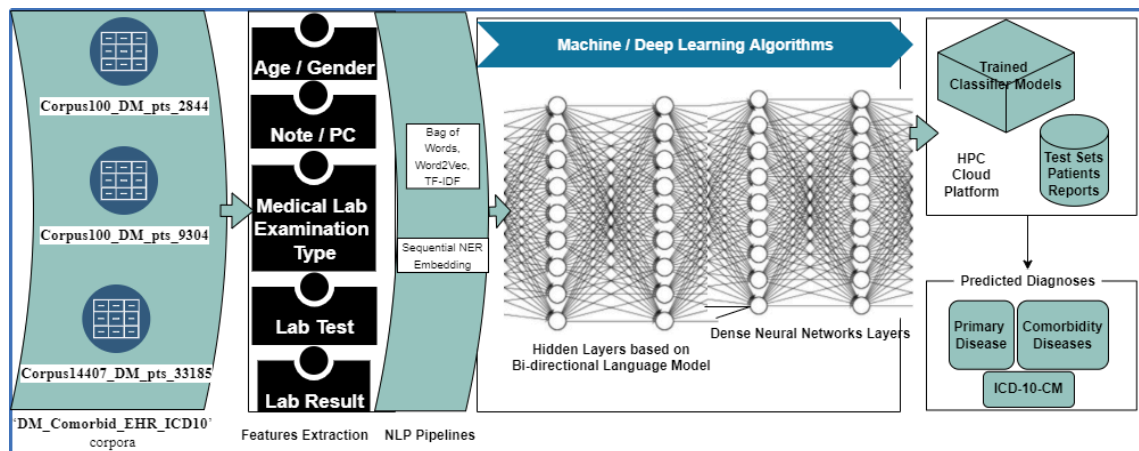 Corpus100_DM_pts_2844
Corpus100_DM_pts_9304
Corpus14407_DM_pts_33185
'DM_Comorbid_EHR_ICD10'
corpora
Age / Gender
Note / PC
Medical Lab
Examination
Type
Lab Test
Lab Result
Features Extraction
Bag of
Words,
Word2Vec,
TF-IDF
Sequential NER
Embedding
NLP Pipelines
Machine / Deep Learning Algorithms
Hidden Layers based on
Bi-directional Language Model
Dense Neural Networks Layers
Trained
Classifier Models
HPC
Cloud
Platform
Test Sets
Patients
Reports
Predicted Diagnoses
Primary
Disease
Comorbidity
Diseases
ICD-10-CM